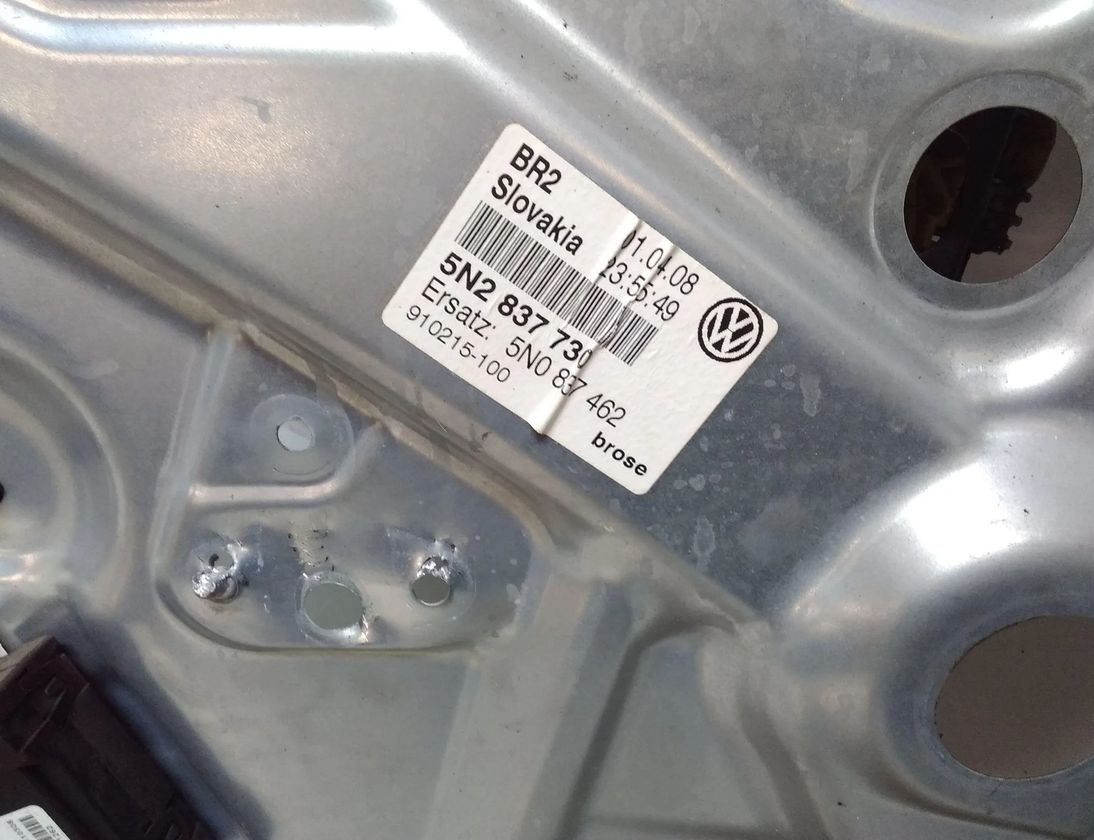 BR2
Slovakia
01.04.08
23:55:49
5N2 837 730
Ersatz: 5N0 837 462
910215-100
brose